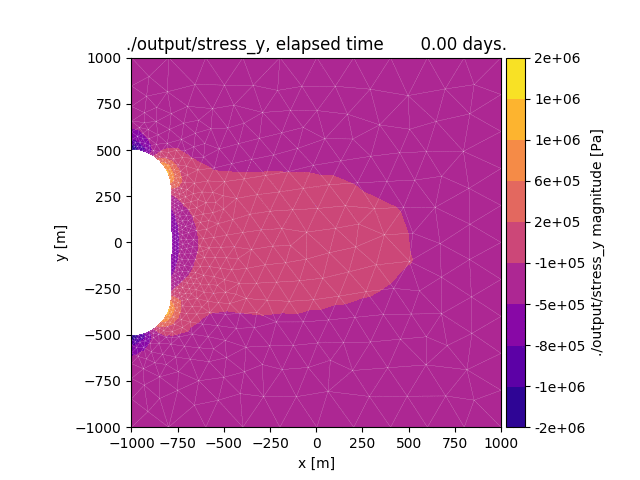 ./output/stress_y, elapsed time 0.00 days.
1000
750
500
250
0
−250
−500
−750
−1000
y [m]
−1000 −750 −500 −250 0 250 500 750 1000
x [m]
2e+06
1e+06
1e+06
6e+05
2e+05
-1e+05
-5e+05
-8e+05
-1e+06
-2e+06
./output/stress_y magnitude [Pa]